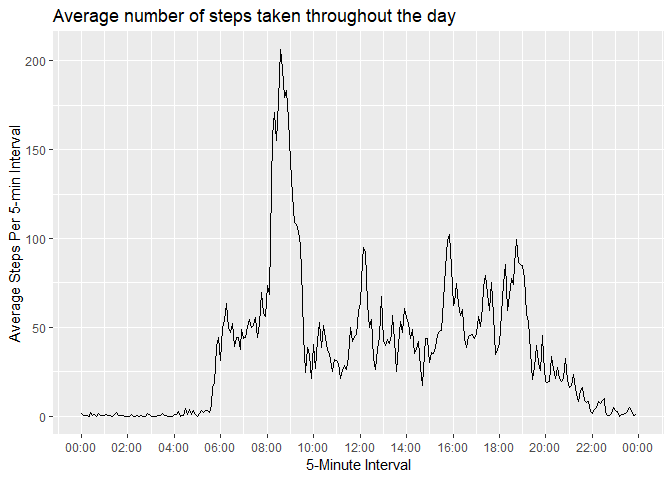 Average number of steps taken throughout the day
Average Steps Per 5-min Interval
200
150
100
50
0
00:00 02:00 04:00 06:00 08:00 10:00 12:00 14:00 16:00 18:00 20:00 22:00 00:00
5-Minute Interval